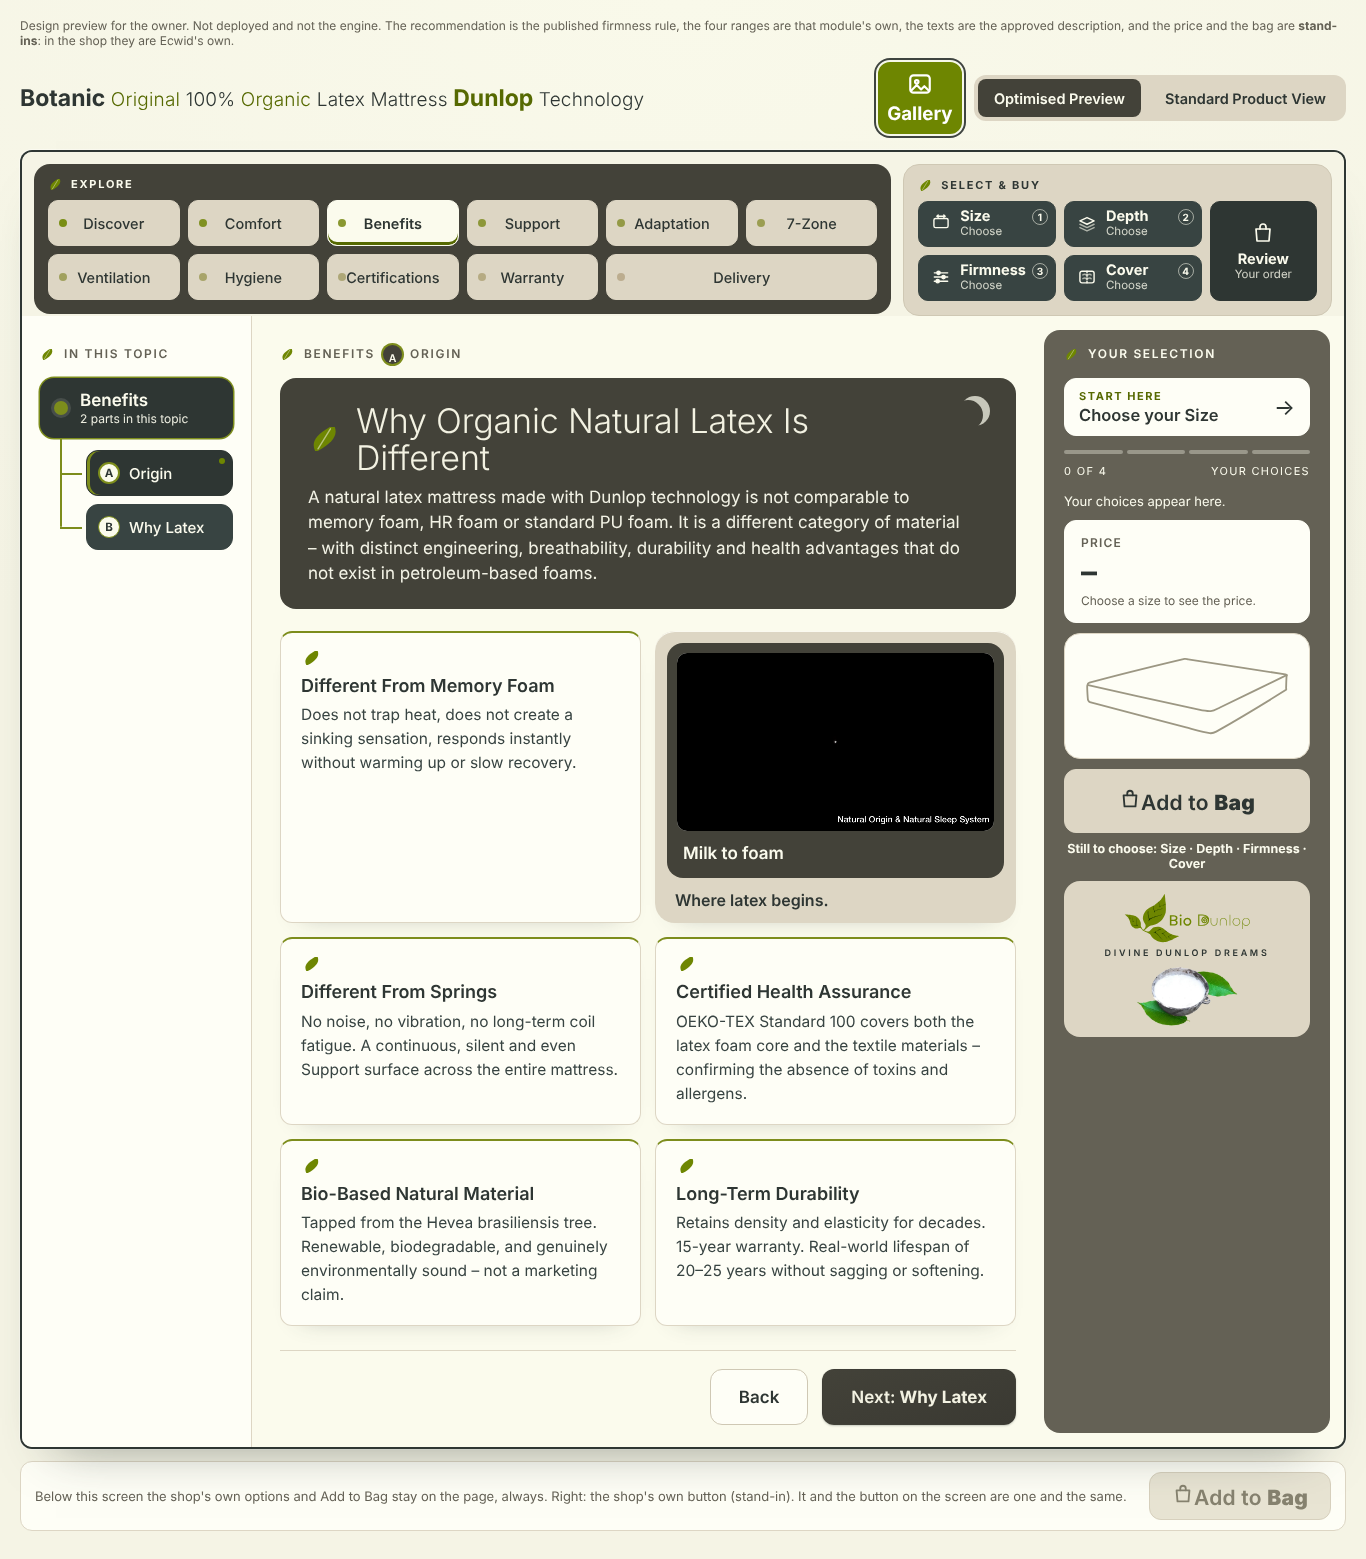 Design preview for the owner. Not deployed and not the engine. The recommendation is the published firmness rule, the four ranges are that module's own, the texts are the approved description, and the price and the bag are stand-
ins: in the shop they are Ecwid's own.
Botanic Original 100% Organic Latex Mattress Dunlop Technology
Gallery
Optimised Preview
Standard Product View
EXPLORE
Discover
Comfort
Benefits
Support
Adaptation
7-Zone
Ventilation
Hygiene
Certifications
Warranty
Delivery
SELECT & BUY
Size
Choose
1
Depth
Choose
2
Firmness
Choose
3
Cover
Choose
4
Review
Your order
IN THIS TOPIC
Benefits
2 parts in this topic
A Origin
B Why Latex
BENEFITS A ORIGIN
Why Organic Natural Latex Is
Different
A natural latex mattress made with Dunlop technology is not comparable to
memory foam, HR foam or standard PU foam. It is a different category of material
– with distinct engineering, breathability, durability and health advantages that do
not exist in petroleum-based foams.
Different From Memory Foam
Does not trap heat, does not create a
sinking sensation, responds instantly
without warming up or slow recovery.
Natural Origin & Natural Sleep System
Milk to foam
Where latex begins.
Different From Springs
No noise, no vibration, no long-term coil
fatigue. A continuous, silent and even
Support surface across the entire mattress.
Certified Health Assurance
OEKO-TEX Standard 100 covers both the
latex foam core and the textile materials –
confirming the absence of toxins and
allergens.
Bio-Based Natural Material
Tapped from the Hevea brasiliensis tree.
Renewable, biodegradable, and genuinely
environmentally sound – not a marketing
claim.
Long-Term Durability
Retains density and elasticity for decades.
15-year warranty. Real-world lifespan of
20–25 years without sagging or softening.
Back
Next: Why Latex
YOUR SELECTION
START HERE
Choose your Size
0 OF 4
YOUR CHOICES
Your choices appear here.
PRICE
–
Choose a size to see the price.
Add to Bag
Still to choose: Size · Depth · Firmness ·
Cover
Bio Dunlop
DIVINE DUNLOP DREAMS
Below this screen the shop's own options and Add to Bag stay on the page, always. Right: the shop's own button (stand-in). It and the button on the screen are one and the same.
Add to Bag